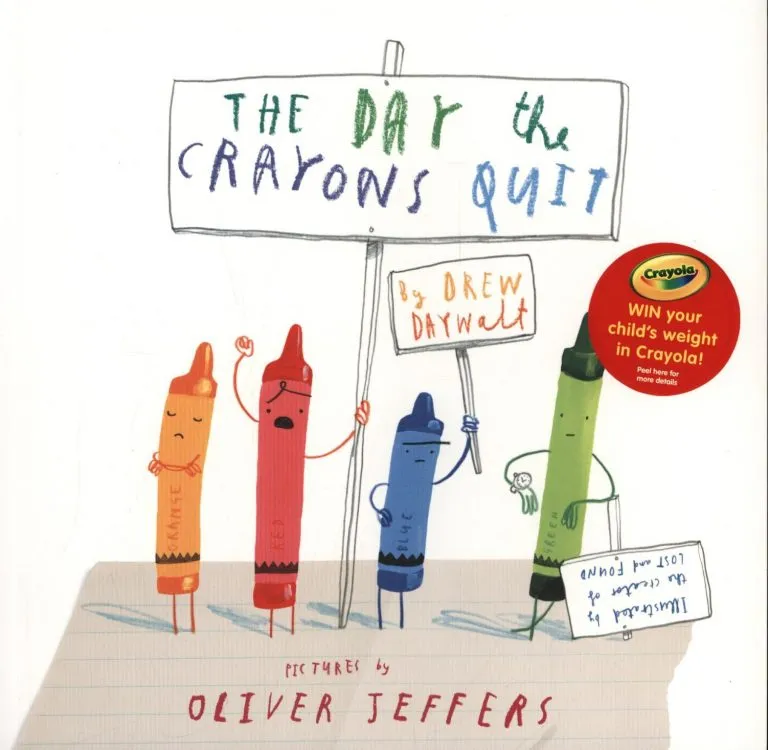 THE DAY the
CRAYONS QUIT
By DREW
DAYWalt
Crayola
WIN your
child's weight
in Crayola!
Peel here for
more details
ORANGE
RED
BLUE
GREEN
Illustrated by
the creator of
LOST and FOUND
PICTURES by
OLIVER JEFFERS